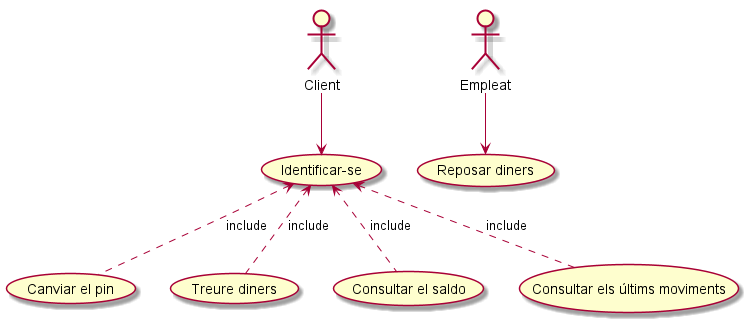 Client
Empleat
Identificar-se
Reposar diners
include
include
include
include
Canviar el pin
Treure diners
Consultar el saldo
Consultar els últims moviments